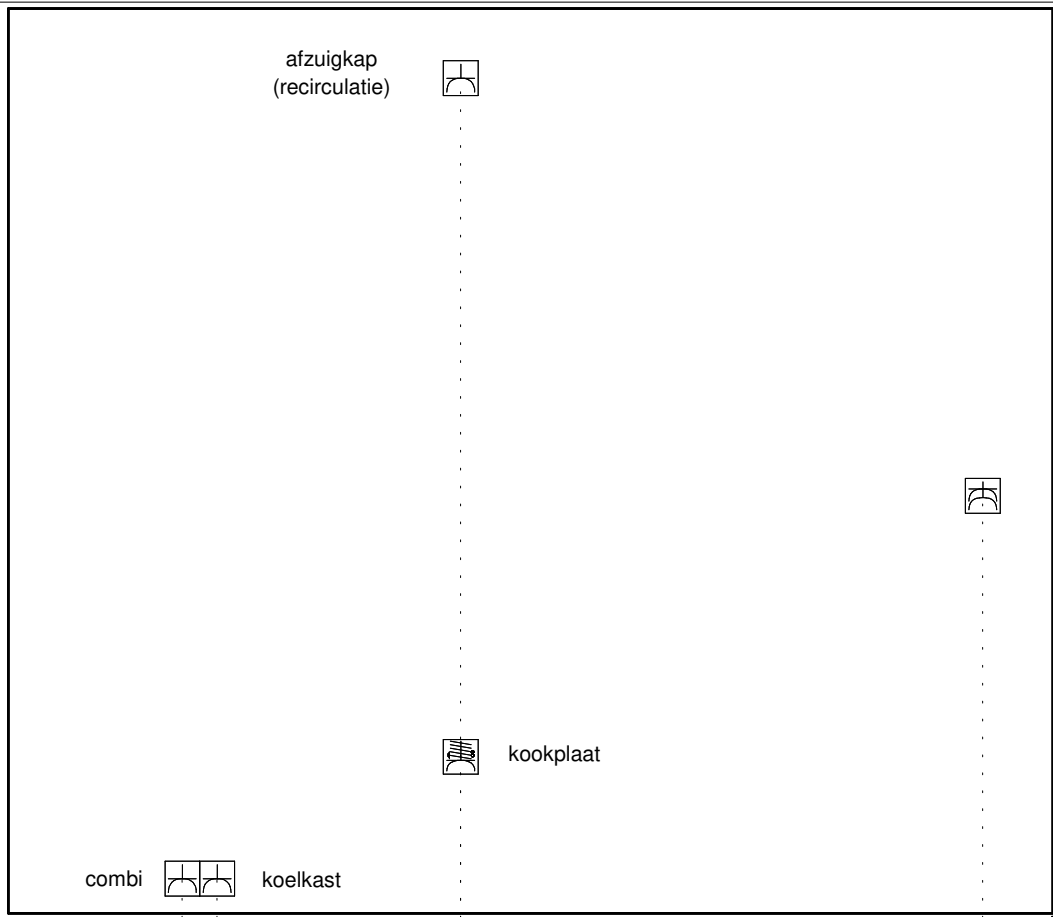 afzuigkap
(recirculatie)
kookplaat
combi
koelkast